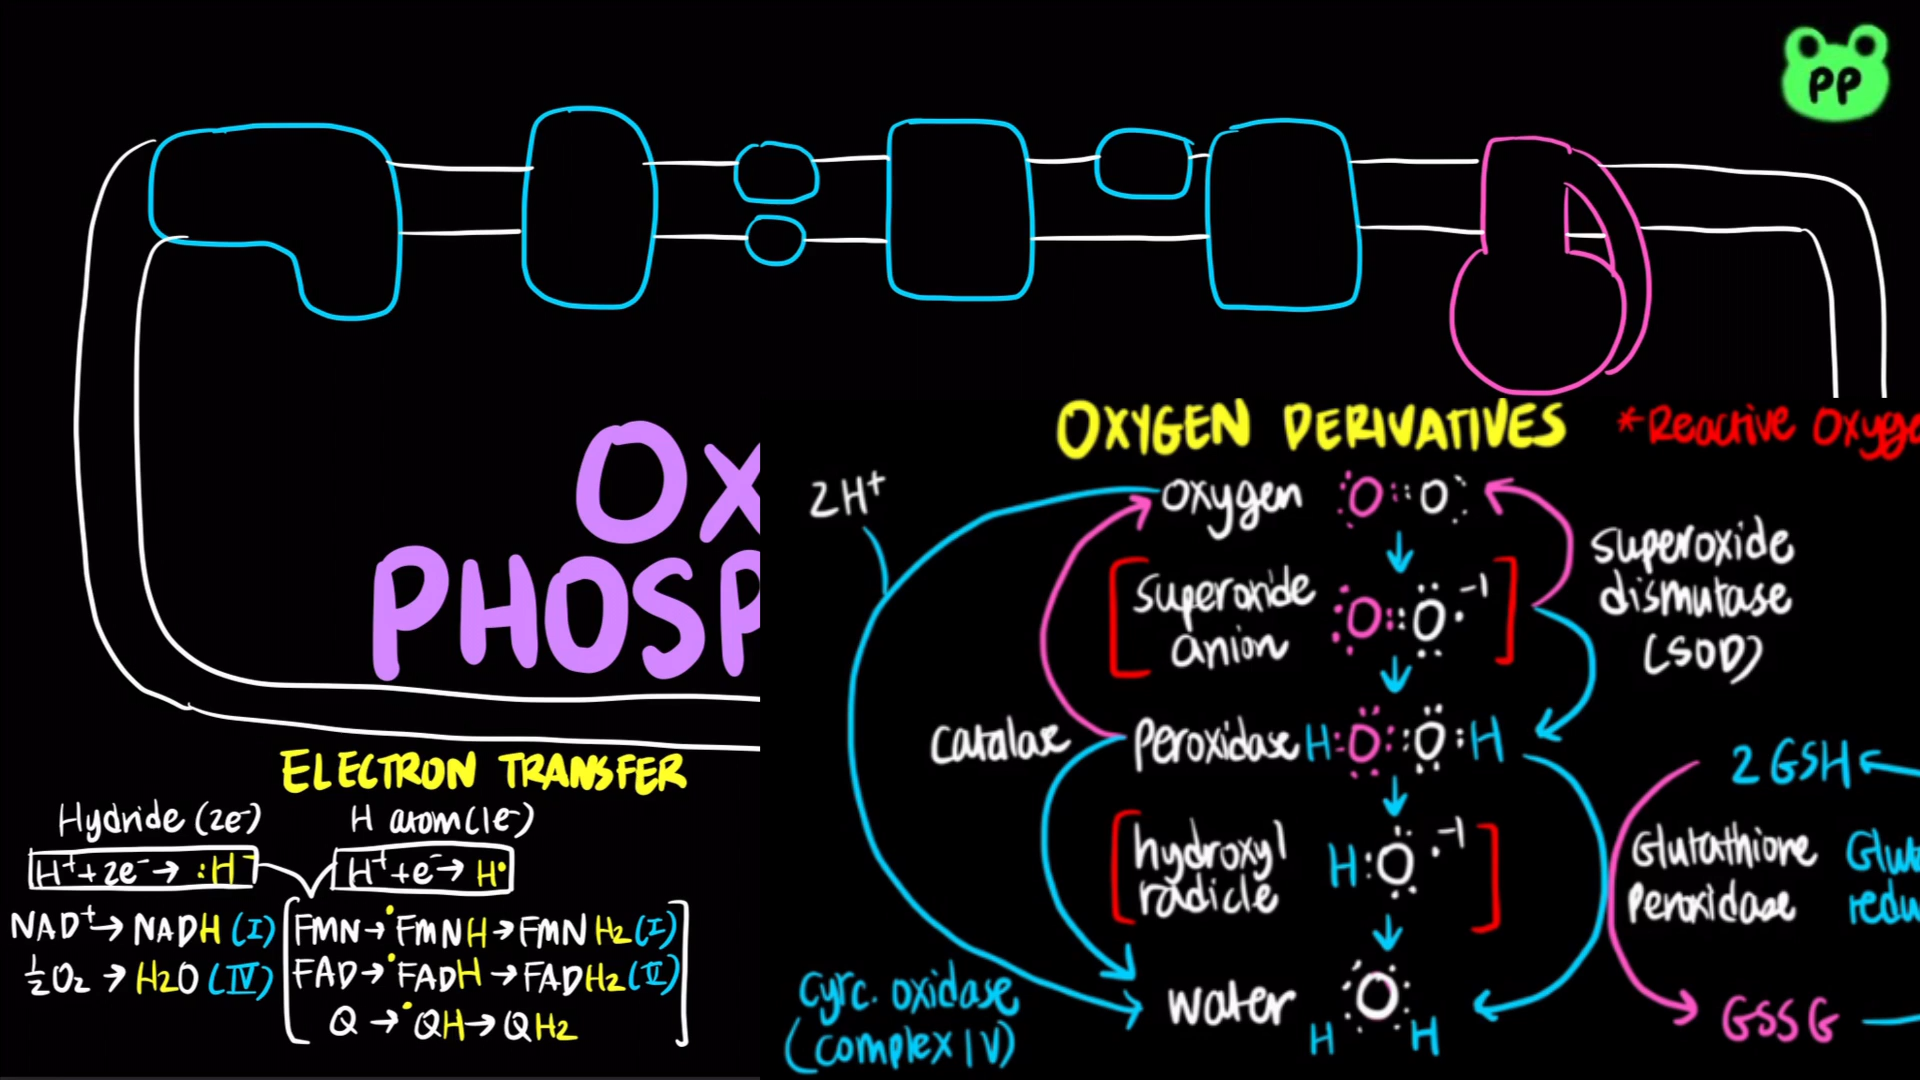 PP
OX
PHOSP
OXYGEN DERIVATIVES
*Reactive Oxyge
2H⁺
oxygen :O::O:
superoxide
anion
:O::O·⁻¹
superoxide
dismutase
(SOD)
catalase
Peroxidase H:O::O:H
hydroxyl
radicle
H:O·⁻¹
2 GSH
Glutathione
Peroxidase
Glut
redu
cytc. oxidase
(complex IV)
water
O
H H
GSSG
ELECTRON TRANSFER
Hydride (2e⁻)
H⁺+2e⁻→ :H⁻
NAD⁺→ NADH (I)
½O₂ → H₂O (IV)
H atom (1e⁻)
H⁺+e⁻→ H•
FMN→•FMNH→FMNH₂(I)
FAD→•FADH→FADH₂(II)
Q →•QH→QH₂